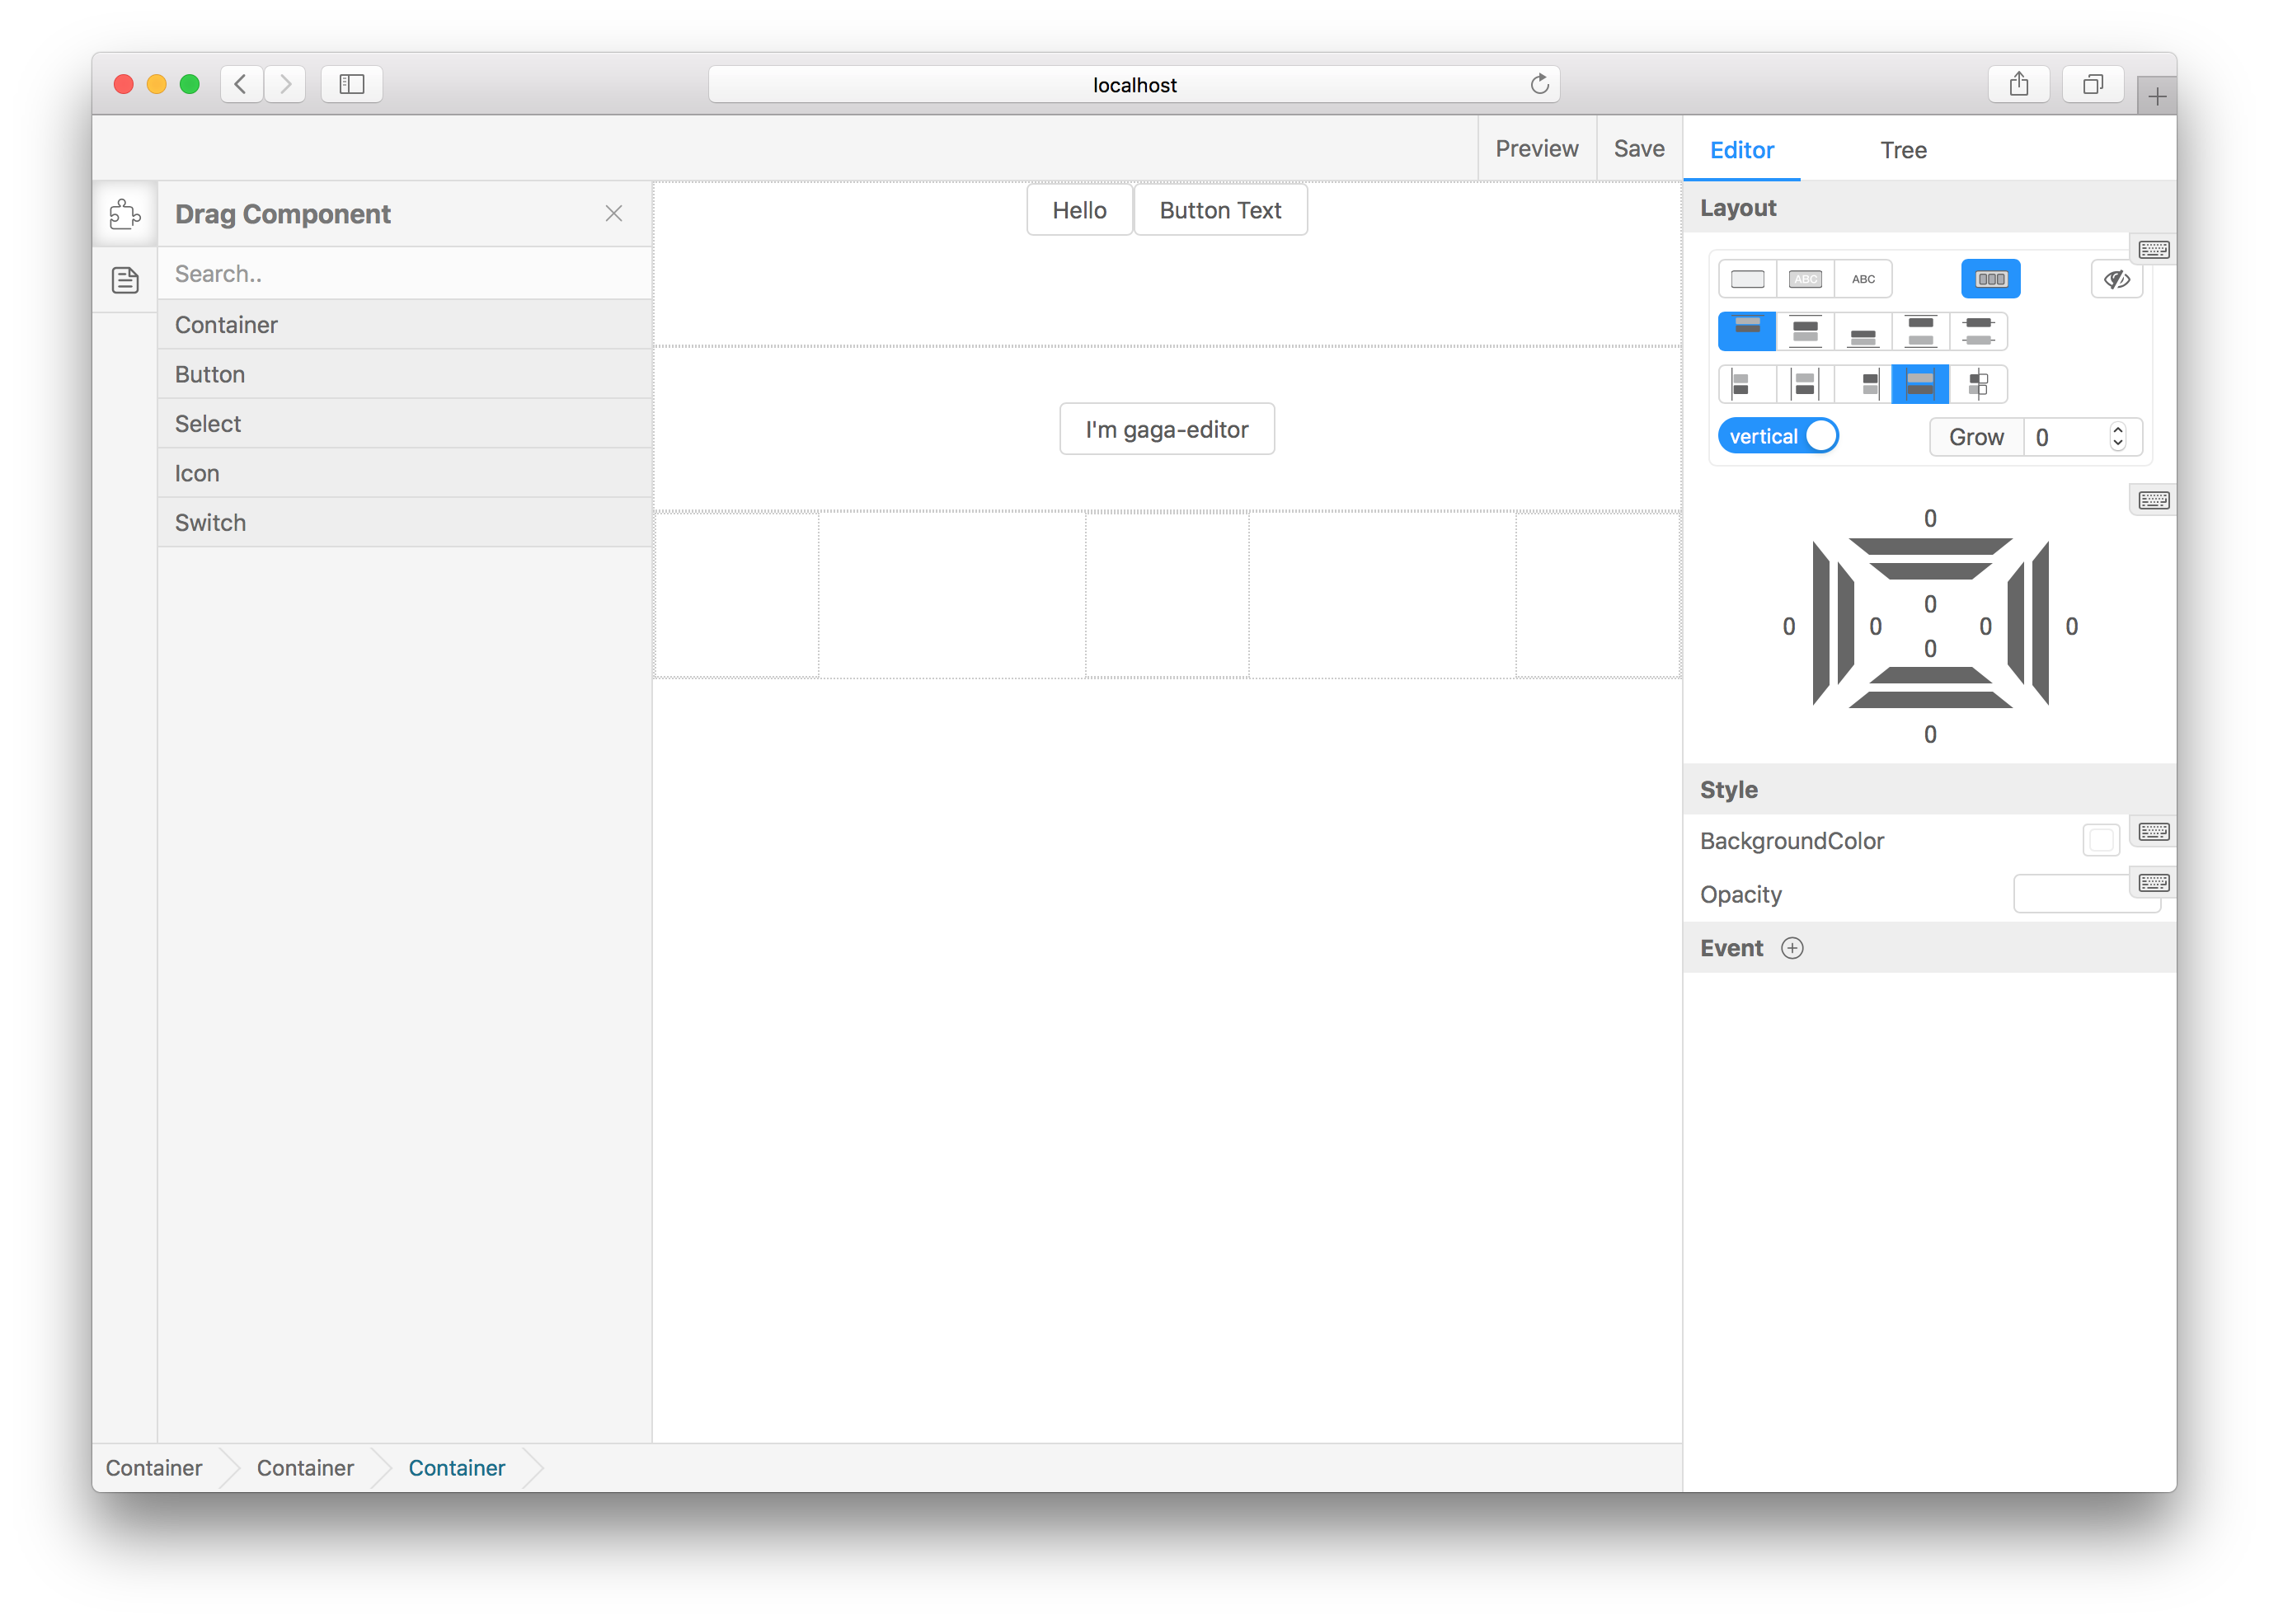 localhost
Preview
Save
Editor
Tree
Drag Component
Search..
Container
Button
Select
Icon
Switch
Hello
Button Text
I'm gaga-editor
Layout
ABC
ABC
vertical
Grow
0
0
0
0
0
0
0
0
0
0
Style
BackgroundColor
Opacity
Event
Container
Container
Container